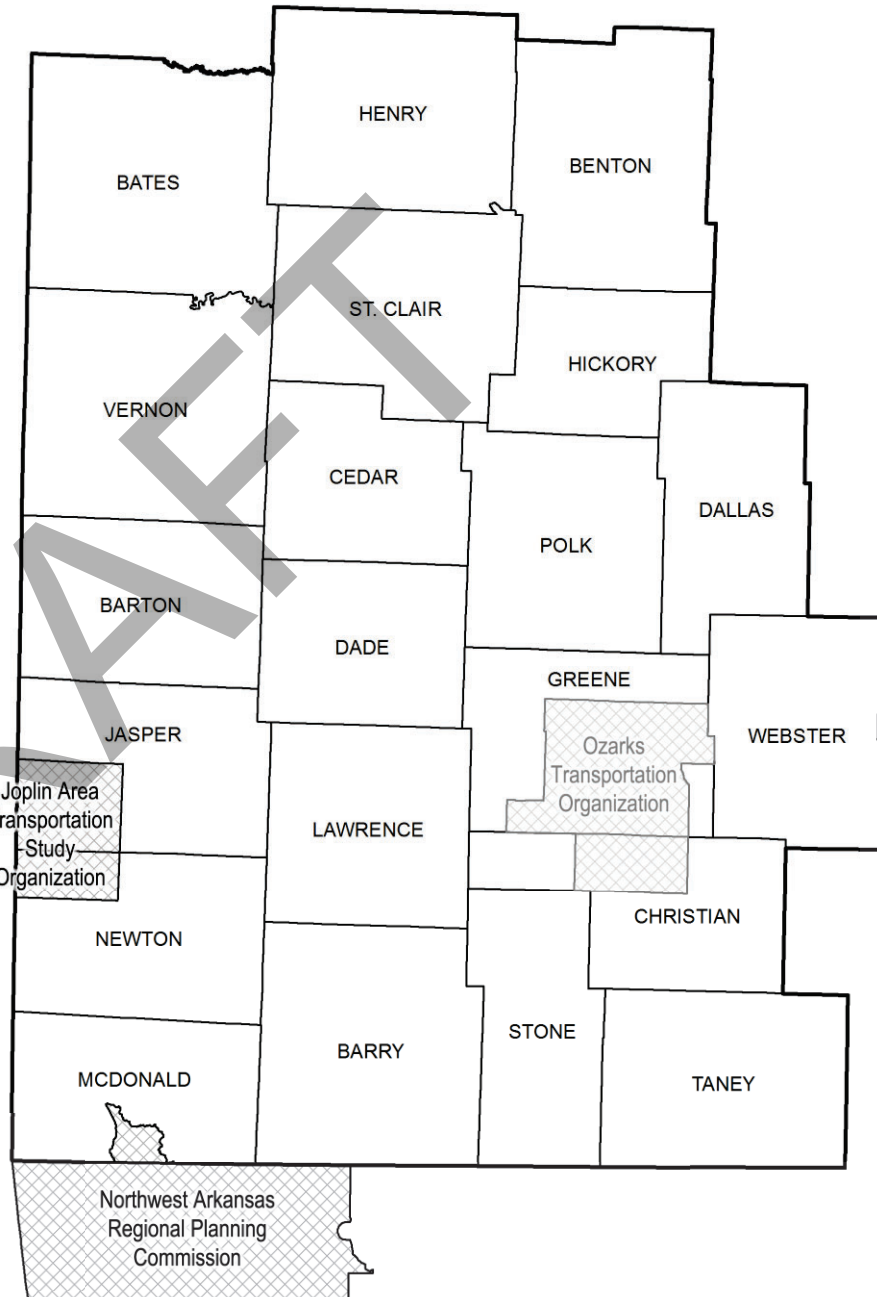 HENRY
BENTON
BATES
ST. CLAIR
HICKORY
VERNON
CEDAR
DALLAS
POLK
BARTON
DADE
GREENE
JASPER
WEBSTER
Ozarks
Transportation
Organization
Joplin Area
ransportation
Study
Organization
LAWRENCE
CHRISTIAN
NEWTON
STONE
BARRY
MCDONALD
TANEY
Northwest Arkansas
Regional Planning
Commission
AFT